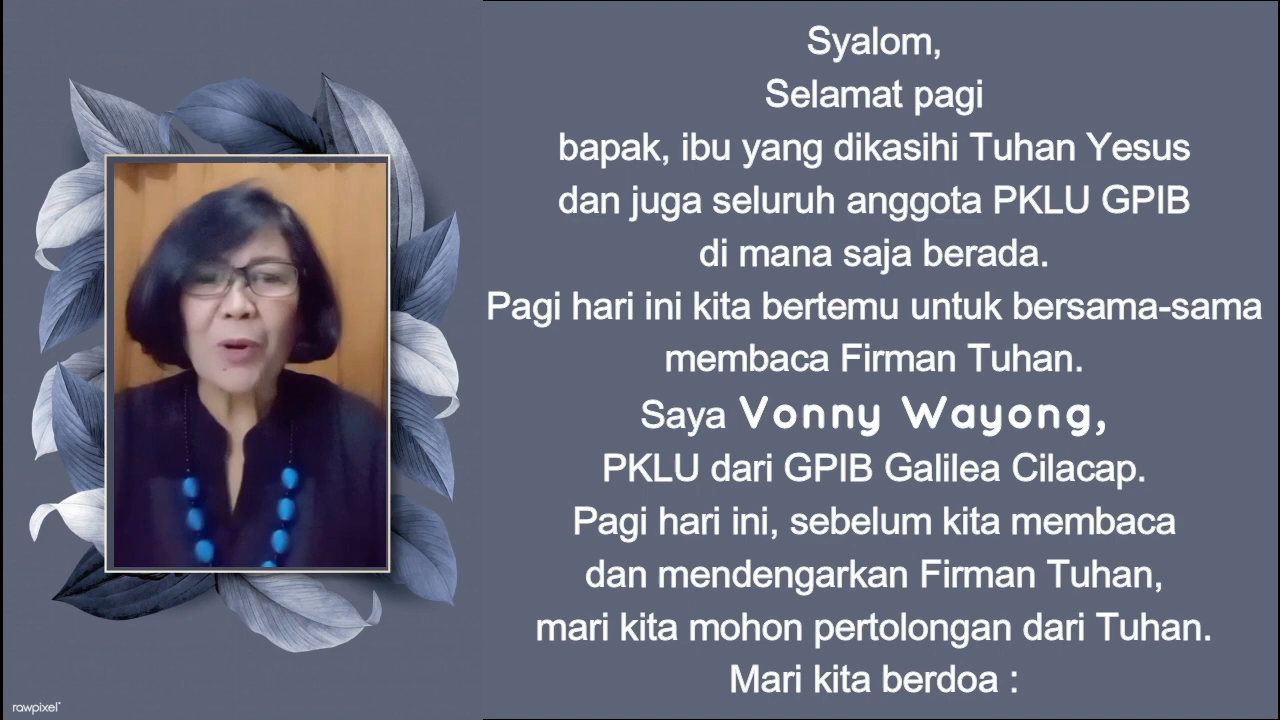 Syalom,
Selamat pagi
bapak, ibu yang dikasihi Tuhan Yesus
dan juga seluruh anggota PKLU GPIB
di mana saja berada.
Pagi hari ini kita bertemu untuk bersama-sama
membaca Firman Tuhan.
Saya Vonny Wayong,
PKLU dari GPIB Galilea Cilacap.
Pagi hari ini, sebelum kita membaca
dan mendengarkan Firman Tuhan,
mari kita mohon pertolongan dari Tuhan.
Mari kita berdoa :
rawpixel